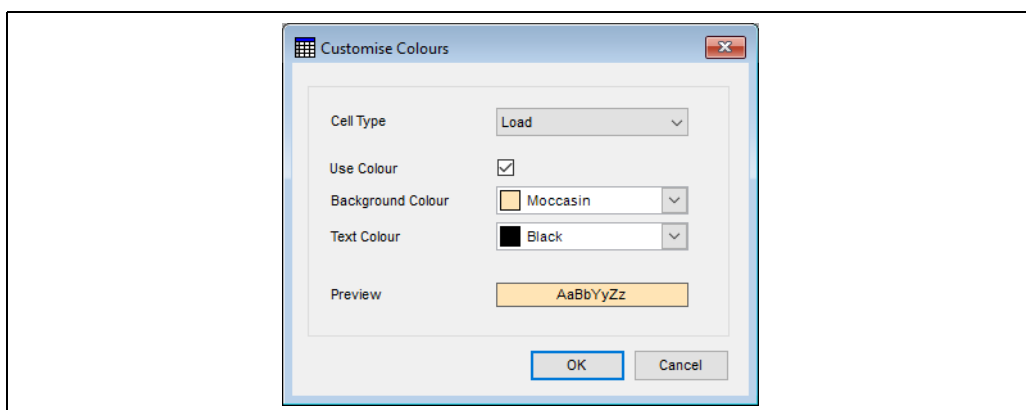 Customise Colours
Cell Type Load
Use Colour
Background Colour Moccasin
Text Colour Black
Preview AaBbYyZz
OK Cancel